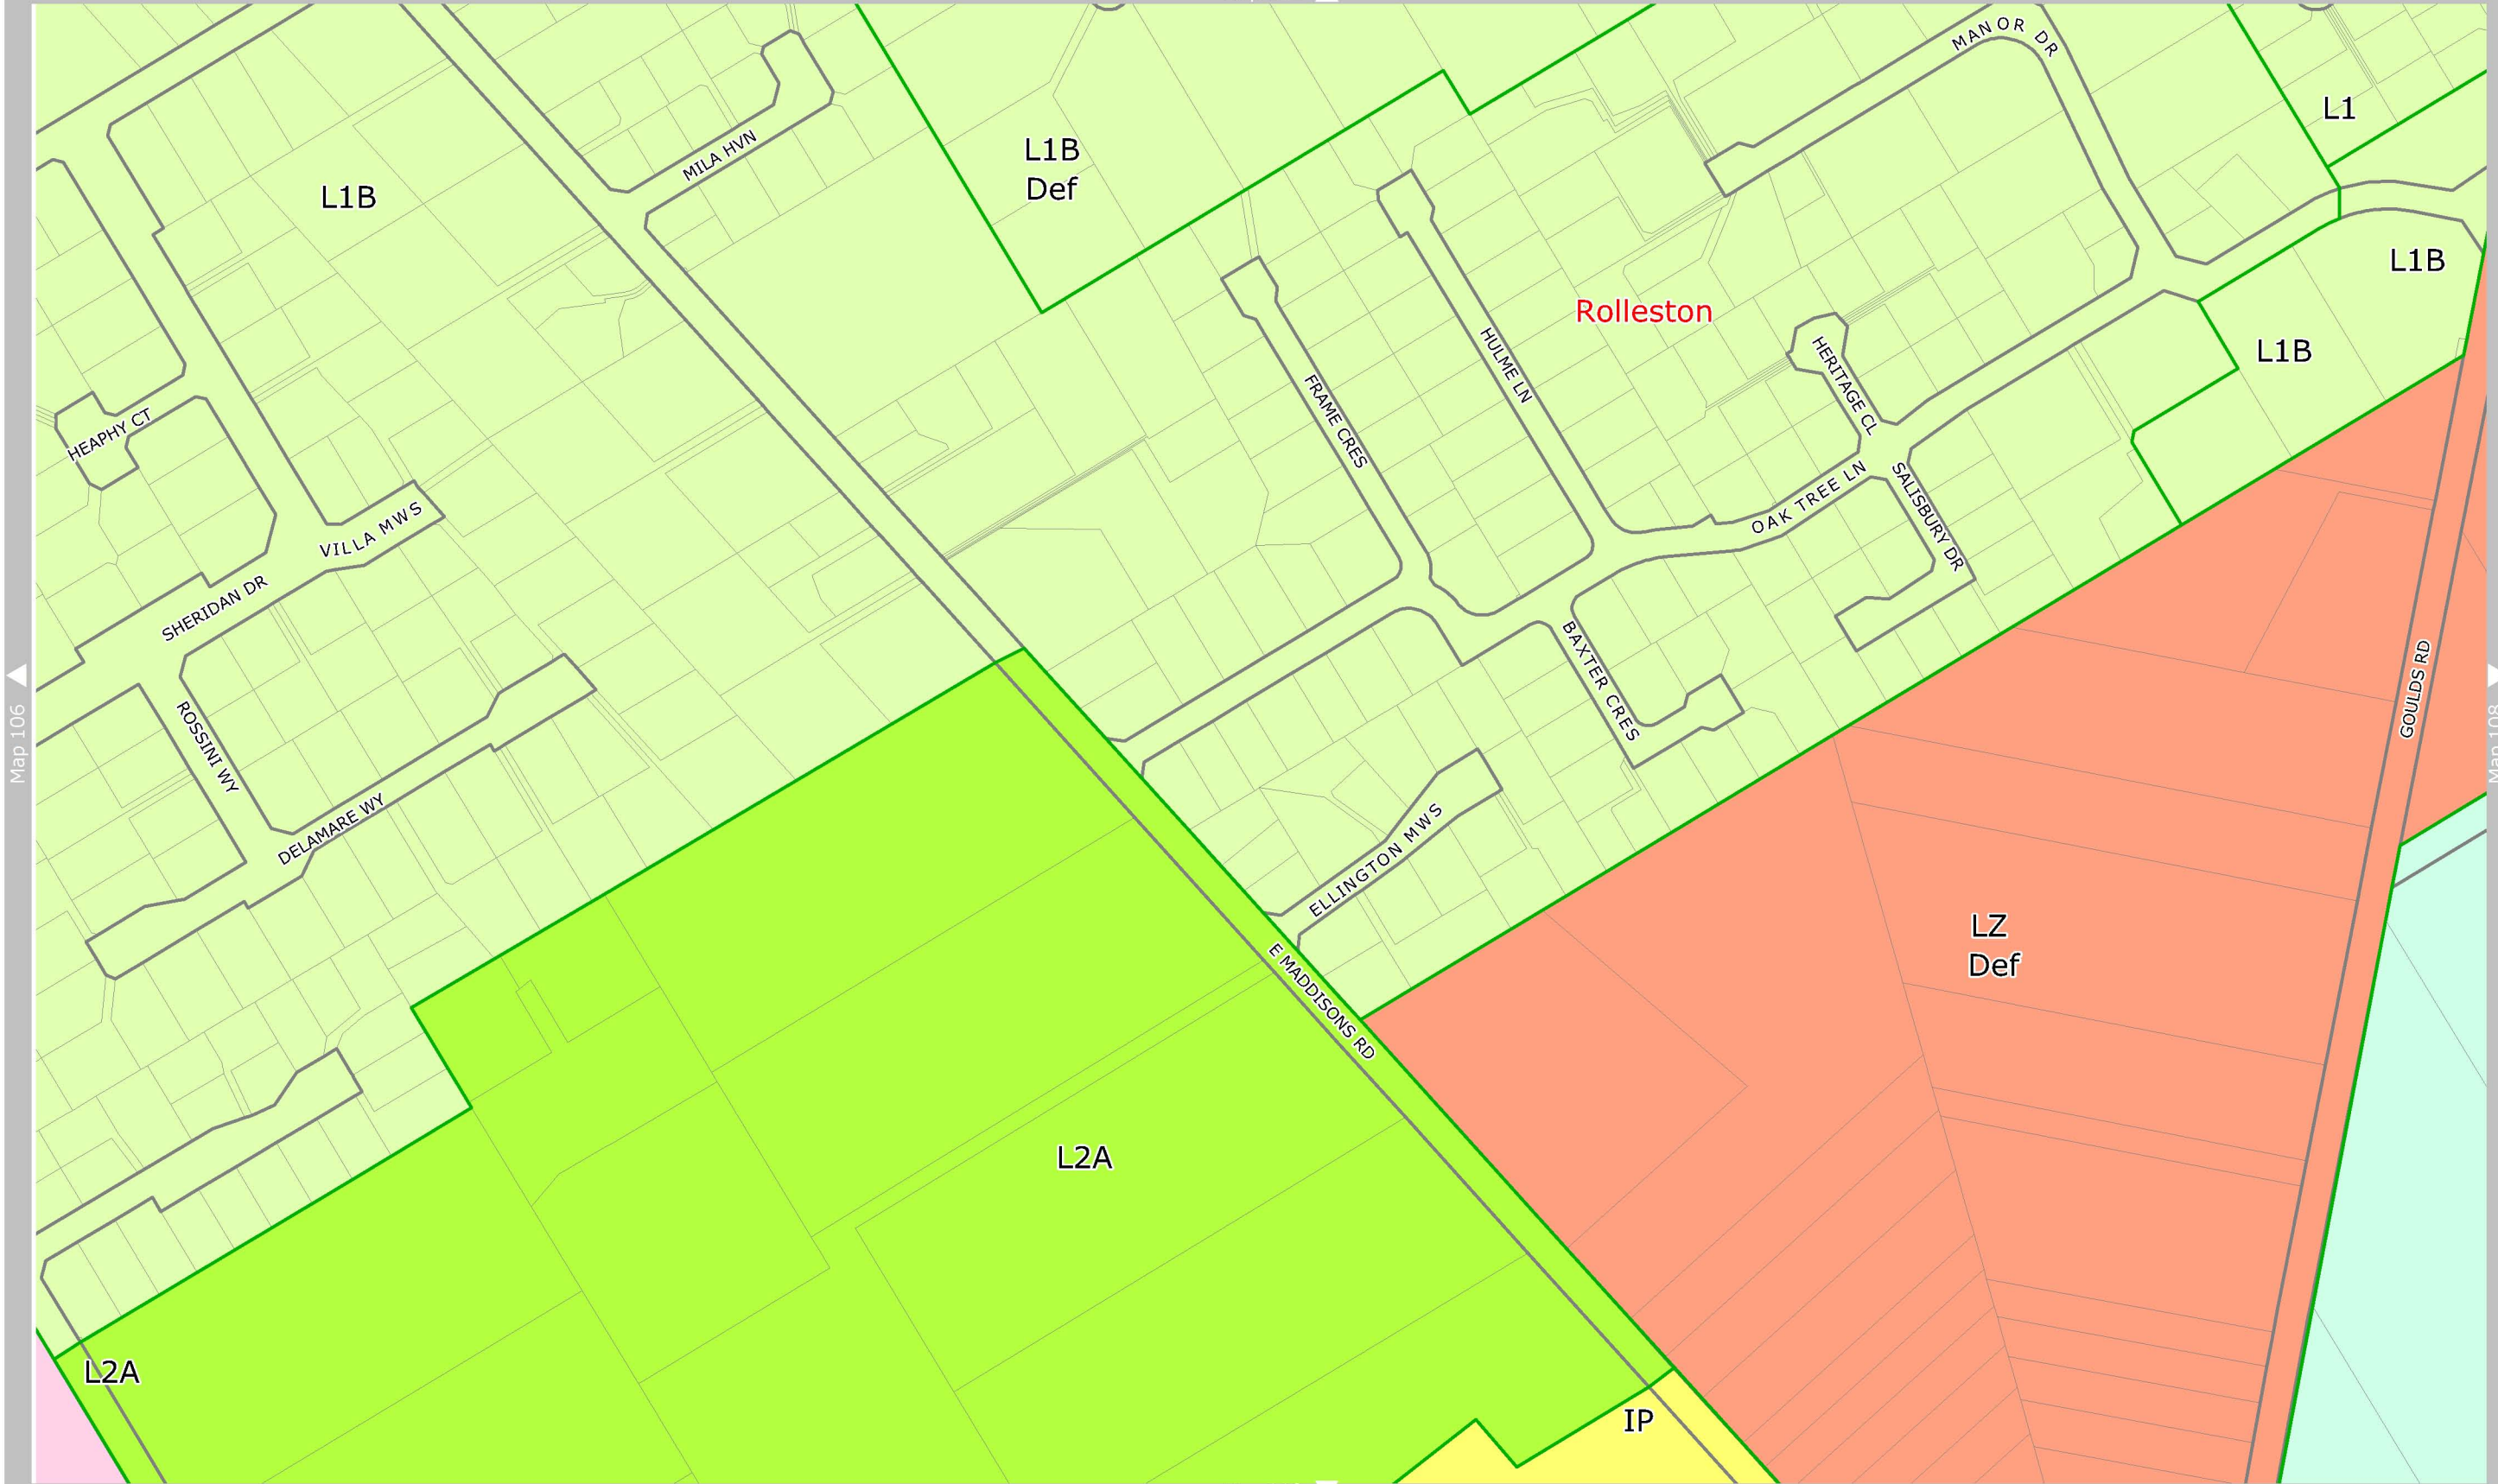 MANOR DR
L1
MILA HVN
L1B
Def
L1B
L1B
Rolleston
HULME LN
L1B
HERITAGE CL
FRAME CRES
HEAPHY CT
OAK TREE LN
SALISBURY DR
VILLA MWS
SHERIDAN DR
BAXTER CRES
GOULDS RD
Map 106
Map 108
ROSSINI WY
DELAMARE WY
ELLINGTON MWS
LZ
Def
E MADDISONS RD
L2A
L2A
IP